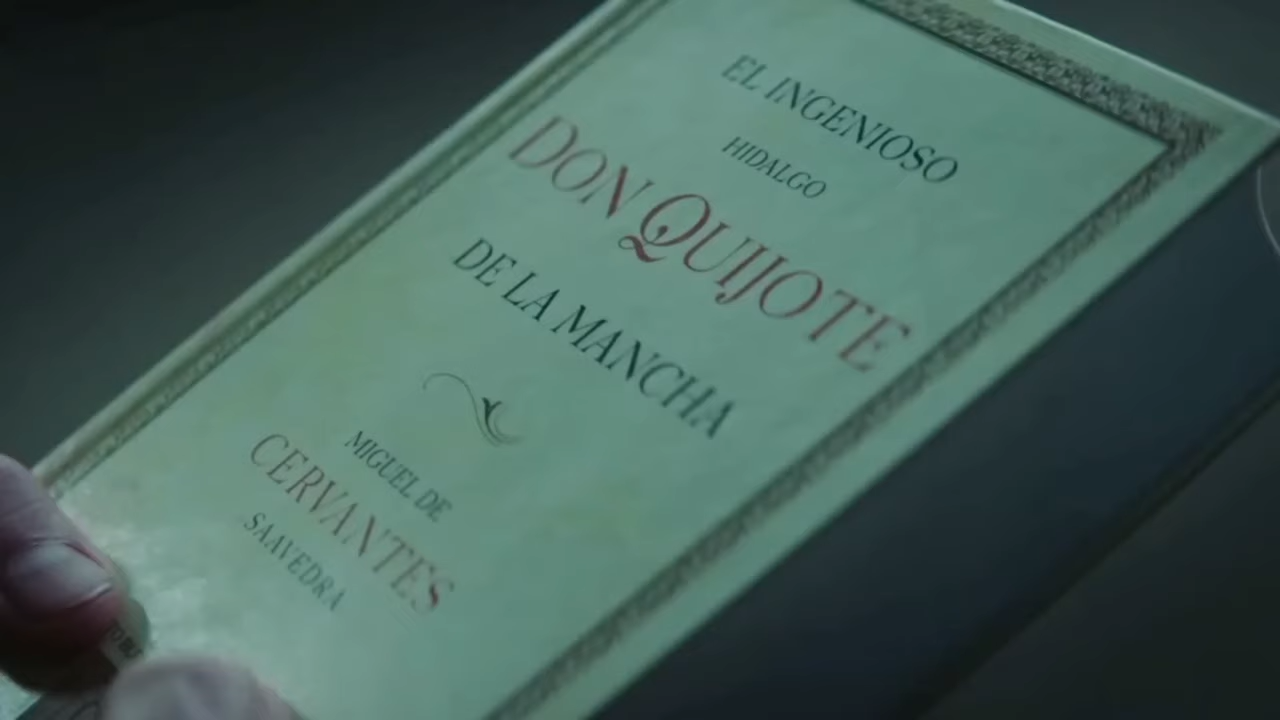 EL INGENIOSO
HIDALGO
DON QUIJOTE
DE LA MANCHA
MIGUEL DE
CERVANTES
SAAVEDRA